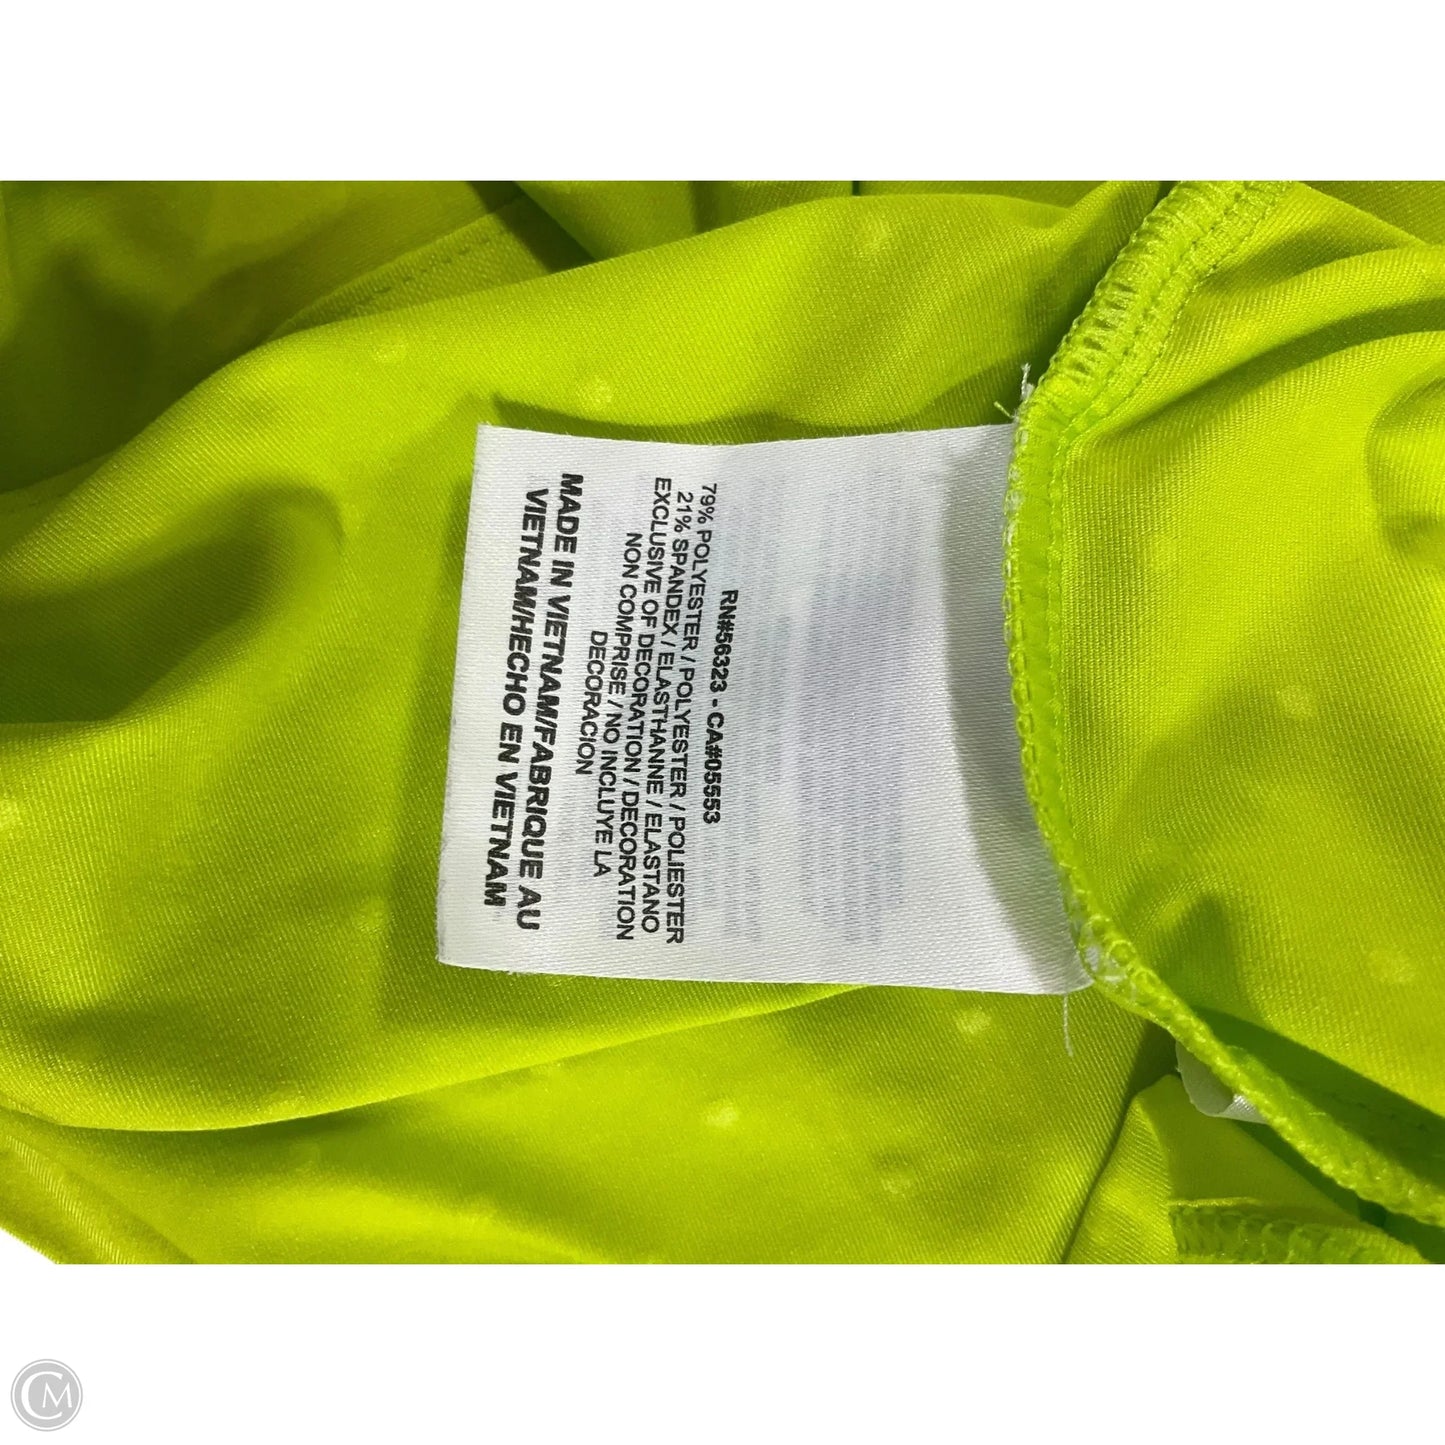 RN#56323 - CA#05553
79% POLYESTER / POLYESTER / POLIESTER
21% SPANDEX / ELASTHANNE / ELASTANO
EXCLUSIVE OF DECORATION / DECORATION
NON COMPRISE / NO INCLUYE LA
DECORACION
MADE IN VIETNAM/FABRIQUE AU
VIETNAM/HECHO EN VIETNAM
CM